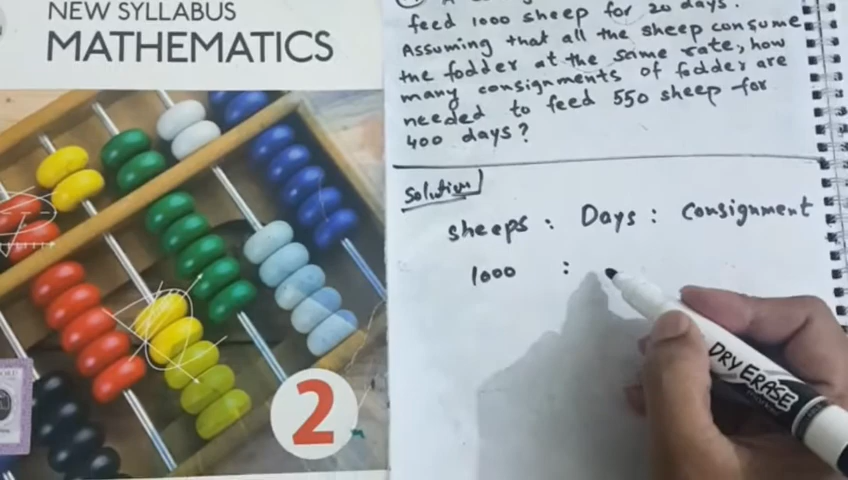 NEW SYLLABUS
MATHEMATICS
2
feed 1000 sheep for 20 days.
Assuming that all the sheep consume
the fodder at the same rate, how
many consignments of fodder are
needed to feed 550 sheep for
400 days?
Solution
sheeps : Days : Consignment
1000 :
DRY ERASE